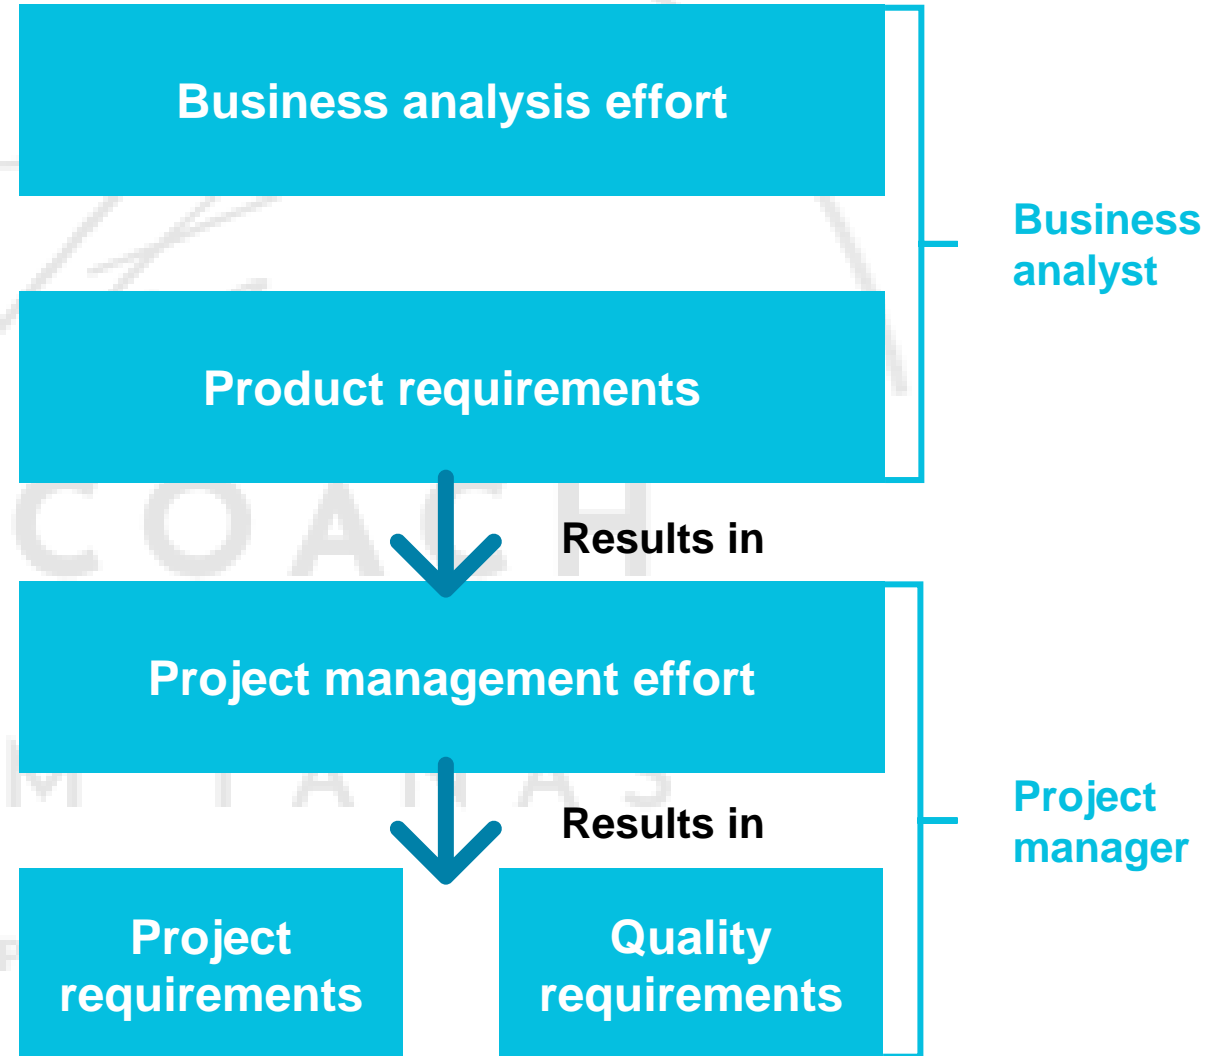 Business analysis effort
Business
analyst
Product requirements
COACH
Results in
Project management effort
Results in
Project
manager
Project
requirements
Quality
requirements